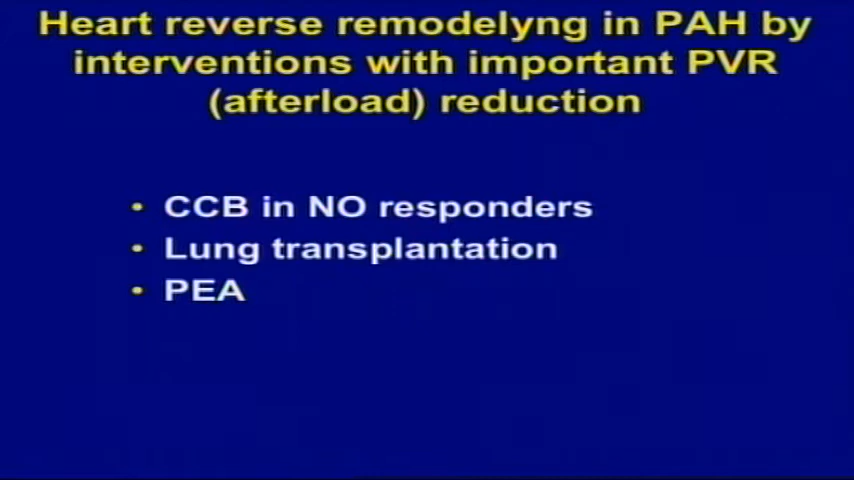 Heart reverse remodelyng in PAH by
interventions with important PVR
(afterload) reduction
• CCB in NO responders
• Lung transplantation
• PEA